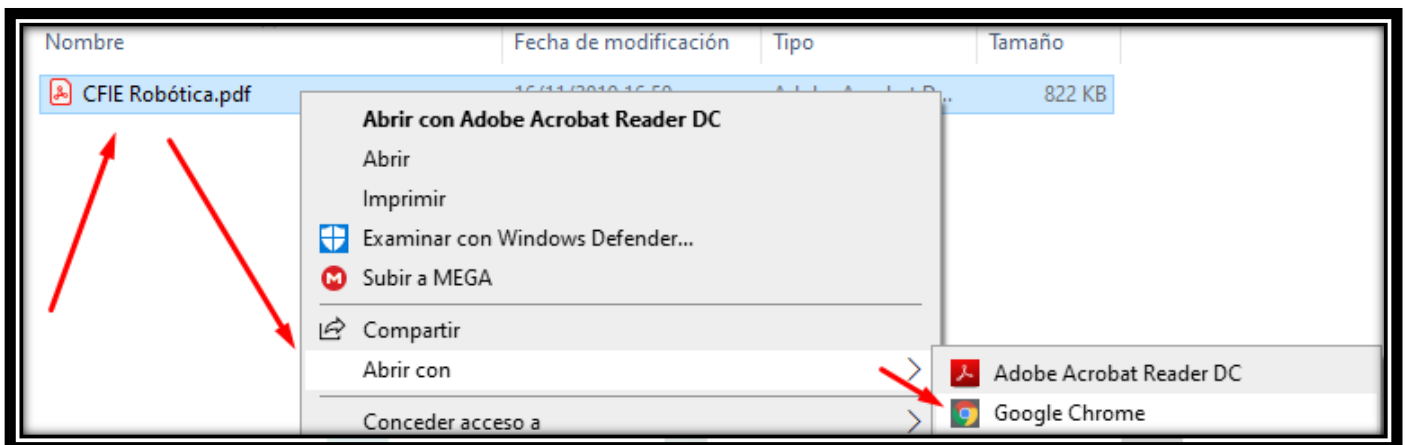 Nombre Fecha de modificación Tipo Tamaño
CFIE Robótica.pdf 822 KB
Abrir con Adobe Acrobat Reader DC
Abrir
Imprimir
Examinar con Windows Defender...
Subir a MEGA
Compartir
Abrir con
Adobe Acrobat Reader DC
Google Chrome
Conceder acceso a